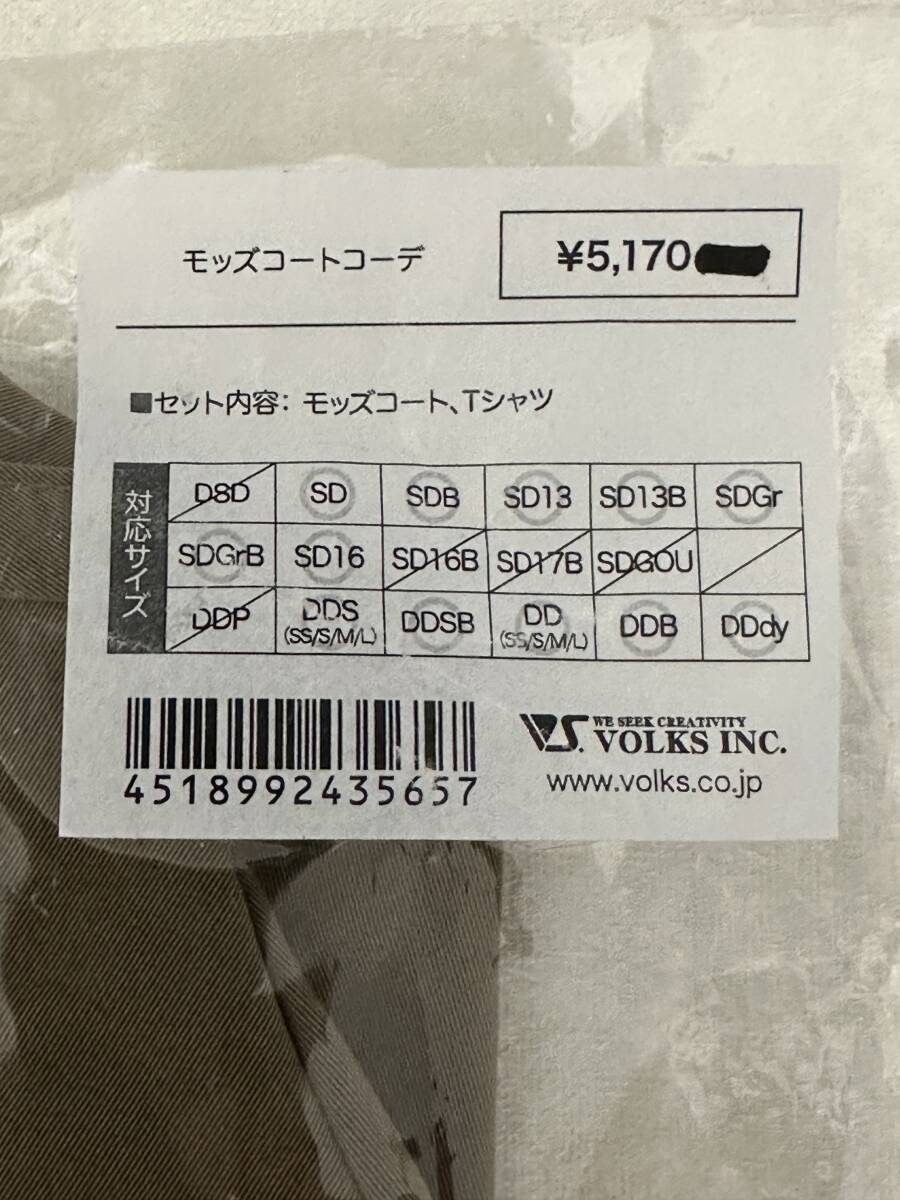 モッズコートコーデ
¥5,170
■セット内容: モッズコート、Tシャツ
対応サイズ
D8D SD SDB SD13 SD13B SDGr
SDGrB SD16 SD16B SD17B SDGOU
DDP DDS (SS/S/M/L) DDSB DD (SS/S/M/L) DDB DDdy
4518992435657
VS. WE SEEK CREATIVITY
VOLKS INC.
www.volks.co.jp